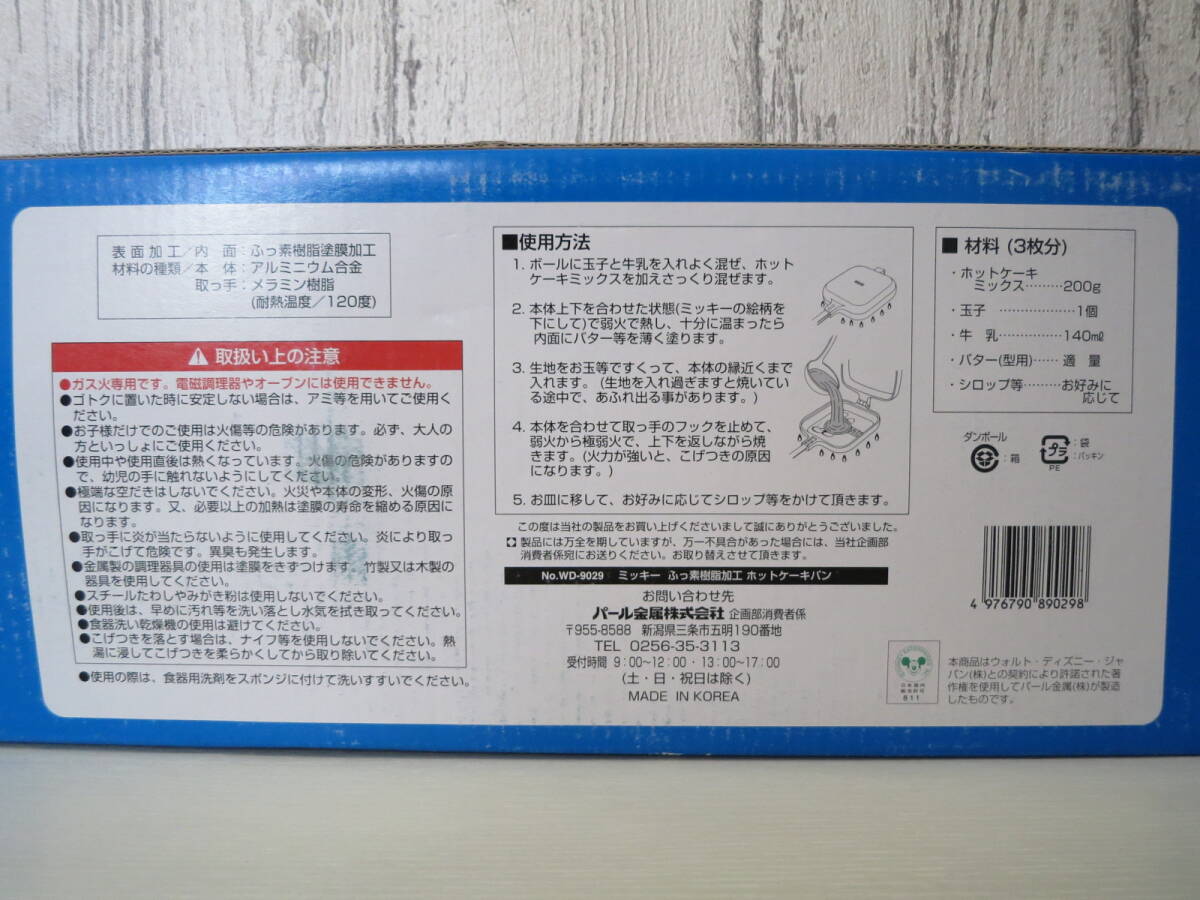 表面加工/内　面：ふっ素樹脂塗膜加工
材料の種類/本　体：アルミニウム合金
取っ手：メラミン樹脂
(耐熱温度/120度)
取扱い上の注意
●ガス火専用です。電磁調理器やオーブンには使用できません。
●ゴトクに置いた時に安定しない場合は、アミ等を用いてご使用く
ださい。
●お子様だけでのご使用は火傷等の危険があります。必ず、大人の
方といっしょにご使用ください。
●使用中や使用直後は熱くなっています。火傷の危険がありますの
で、幼児の手に触れないようにしてください。
●極端な空だきはしないでください。火災や本体の変形、火傷の原
因になります。又、必要以上の加熱は塗膜の寿命を縮める原因に
なります。
●取っ手に炎が当たらないように使用してください。炎により取っ
手がこげて危険です。異臭も発生します。
●金属製の調理器具の使用は塗膜をきずつけます。竹製又は木製の
器具を使用してください。
●スチールたわしやみがき粉は使用しないでください。
●使用後は、早めに汚れ等を洗い落とし水気を拭き取ってください。
●食器洗い乾燥機の使用は避けてください。
●こげつきを落とす場合は、ナイフ等を使用しないでください。熱
湯に浸してこげつきを柔らかくしてから取り除いてください。
●使用の際は、食器用洗剤をスポンジに付けて洗いすすいでください。
■使用方法
1. ボールに玉子と牛乳を入れよく混ぜ、ホット
ケーキミックスを加えさっくり混ぜます。
2. 本体上下を合わせた状態(ミッキーの絵柄を
下にして)で弱火で熱し、十分に温まったら
内面にバター等を薄く塗ります。
3. 生地をお玉等ですくって、本体の縁近くまで
入れます。(生地を入れ過ぎますと焼いてい
る途中で、あふれ出る事があります。)
4. 本体を合わせて取っ手のフックを止めて、
弱火から極弱火で、上下を返しながら焼
きます。(火力が強いと、こげつきの原因
になります。)
5. お皿に移して、お好みに応じてシロップ等をかけて頂きます。
この度は当社の製品をお買い上げくださいまして誠にありがとうございました。
製品には万全を期していますが、万一不具合があった場合には、当社企画部
消費者係宛にお送りください。お取り替えさせて頂きます。
No.WD-9029　ミッキー　ふっ素樹脂加工 ホットケーキパン
お問い合わせ先
パール金属株式会社 企画部消費者係
〒955-8588　新潟県三条市五明190番地
TEL　0256-35-3113
受付時間 9：00〜12：00・13：00〜17：00
(土・日・祝日は除く)
MADE IN KOREA
■ 材料 (3枚分)
・ホットケーキ
ミックス………200g
・玉子 ………………1個
・牛　乳……………140mℓ
・バター(型用)…… 適　量
・シロップ等………お好みに
応じて
ダンボール
：箱
プラ
PE
：袋
：パッキン
4 976790 890298
日本国内
販売許可
811
本商品はウォルト・ディズニー・ジャ
パン(株)との契約により許諾された著
作権を使用してパール金属(株)が製造
したものです。